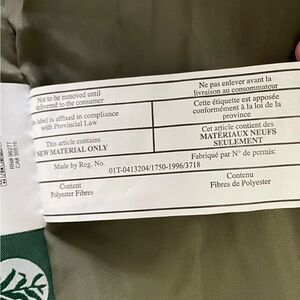 Not to be removed until
delivered to the consumer
Ne pas enlever avant la
livraison au consommateur
label is affixed in compliance
with Provincial Law
Cette étiquette est apposée
conformément à la loi de la
province
This article contains
NEW MATERIAL ONLY
Cet article contient des
MATÉRIAUX NEUFS
SEULEMENT
Made by Reg. No.
Fabriqué par N° de permis:
01T-0413204/1750-1996/3718
Content
Polyester Fibres
Contenu
Fibres de Polyester